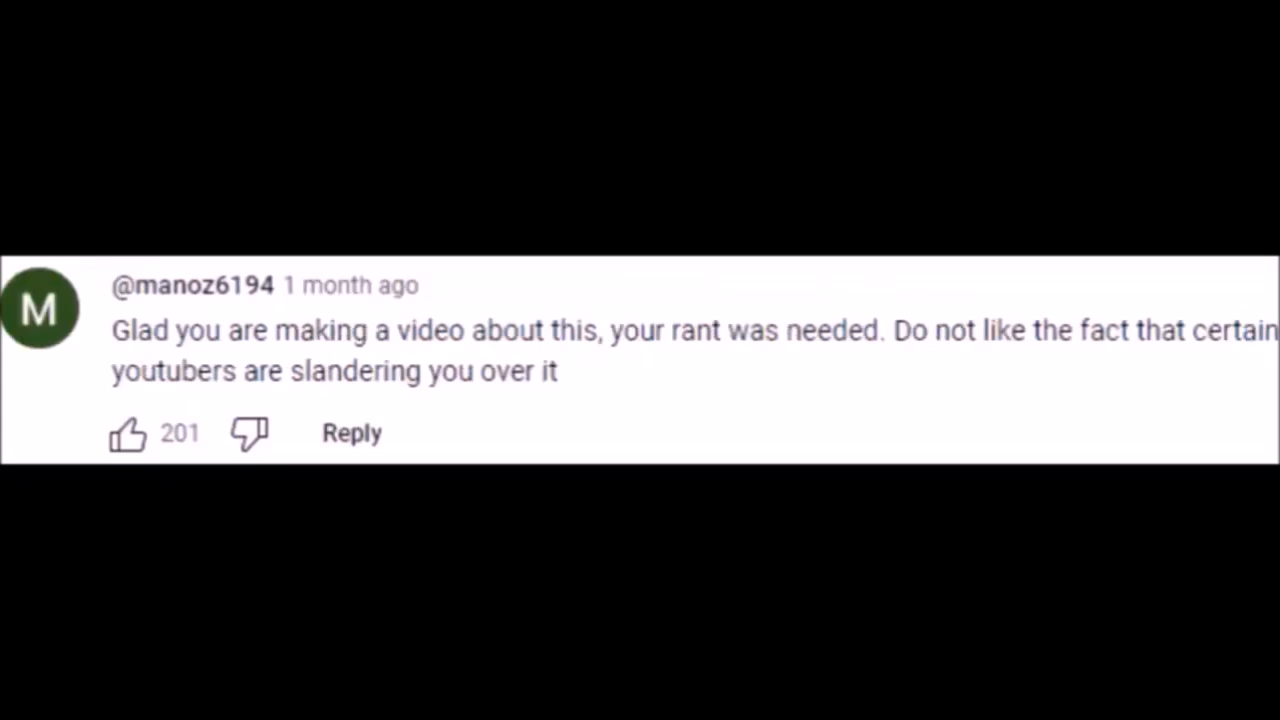 M
@manoz6194 1 month ago
Glad you are making a video about this, your rant was needed. Do not like the fact that certain
youtubers are slandering you over it
201 Reply